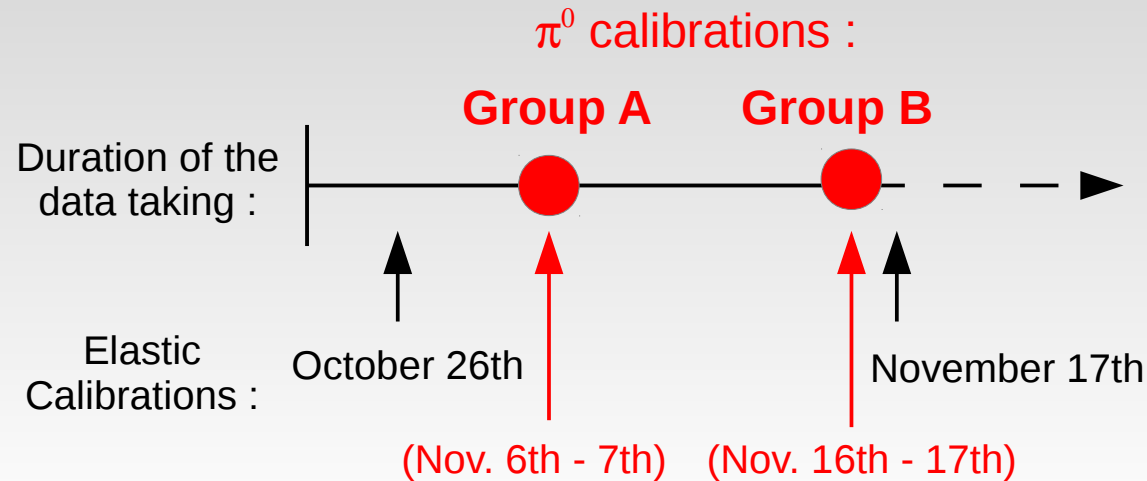 π⁰ calibrations :
Group A
Group B
Duration of the
data taking :
Elastic
Calibrations :
October 26th
November 17th
(Nov. 6th - 7th)
(Nov. 16th - 17th)